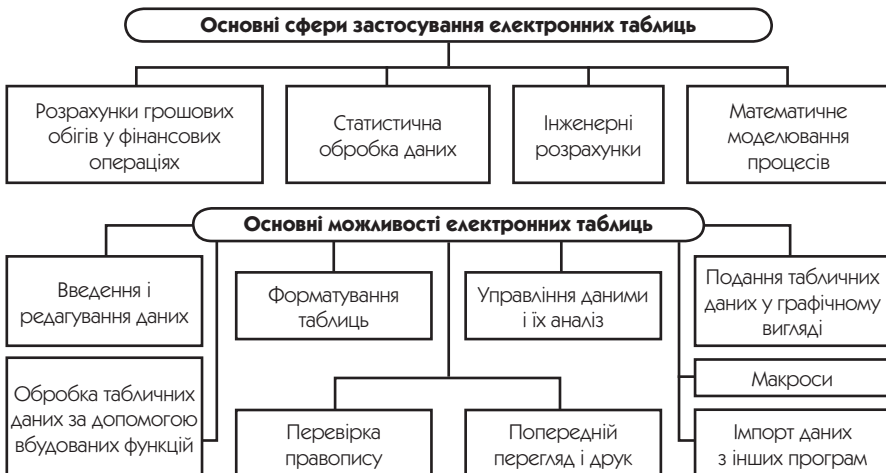 Основні сфери застосування електронних таблиць
Розрахунки грошових
обігів у фінансових
операціях
Статистична
обробка даних
Інженерні
розрахунки
Математичне
моделювання
процесів
Основні можливості електронних таблиць
Введення і
редагування даних
Форматування
таблиць
Управління даними
і їх аналіз
Подання табличних
даних у графічному
вигляді
Обробка табличних
даних за допомогою
вбудованих функцій
Перевірка
правопису
Попередній
перегляд і друк
Макроси
Імпорт даних
з інших програм